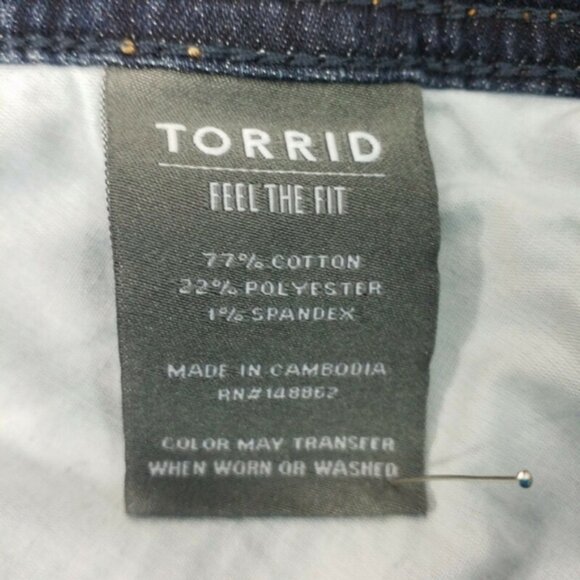 TORRID
FEEL THE FIT
77% COTTON
22% POLYESTER
1% SPANDEX
MADE IN CAMBODIA
RN#148862
COLOR MAY TRANSFER
WHEN WORN OR WASHED